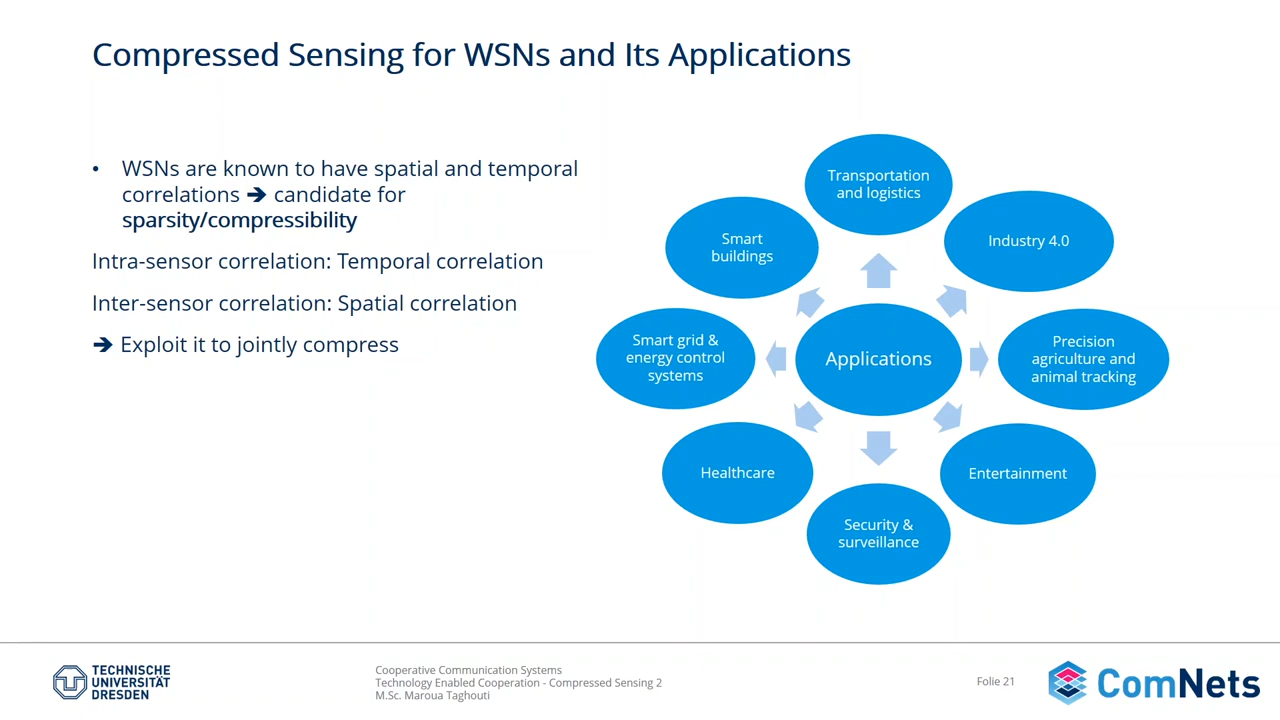 Compressed Sensing for WSNs and Its Applications
• WSNs are known to have spatial and temporal
correlations ➔ candidate for
sparsity/compressibility
Intra-sensor correlation: Temporal correlation
Inter-sensor correlation: Spatial correlation
➔ Exploit it to jointly compress
Transportation
and logistics
Industry 4.0
Precision
agriculture and
animal tracking
Entertainment
Security &
surveillance
Healthcare
Smart grid &
energy control
systems
Smart
buildings
Applications
TECHNISCHE
UNIVERSITÄT
DRESDEN
Cooperative Communication Systems
Technology Enabled Cooperation - Compressed Sensing 2
M.Sc. Maroua Taghouti
Folie 21
ComNets